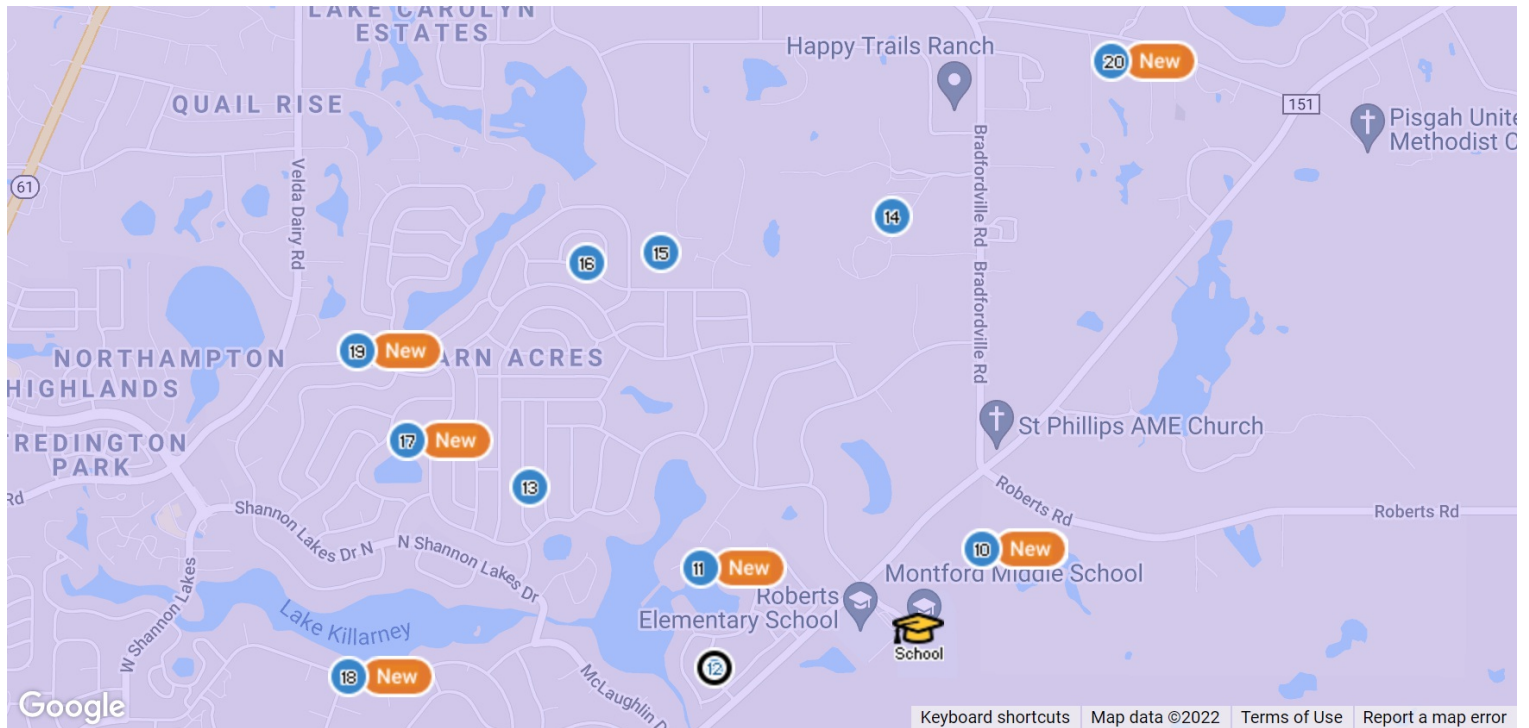 LAKE CAROLYN
ESTATES
Happy Trails Ranch
20 New
QUAIL RISE
151
Pisgah Unite
Methodist C
61
Velda Dairy Rd
Bradfordville Rd
Bradfordville Rd
14
15
16
19 New
ARN ACRES
NORTHAMPTON
HIGHLANDS
17 New
St Phillips AME Church
REDINGTON
PARK
13
Rd
Roberts Rd
Roberts Rd
Shannon Lakes Dr N
N Shannon Lakes Dr
10 New
11 New
Montford Middle School
Roberts
Elementary School
W Shannon Lakes
Lake Killarney
School
12
18 New
McLaughlin D
Google
Keyboard shortcuts
Map data ©2022
Terms of Use
Report a map error